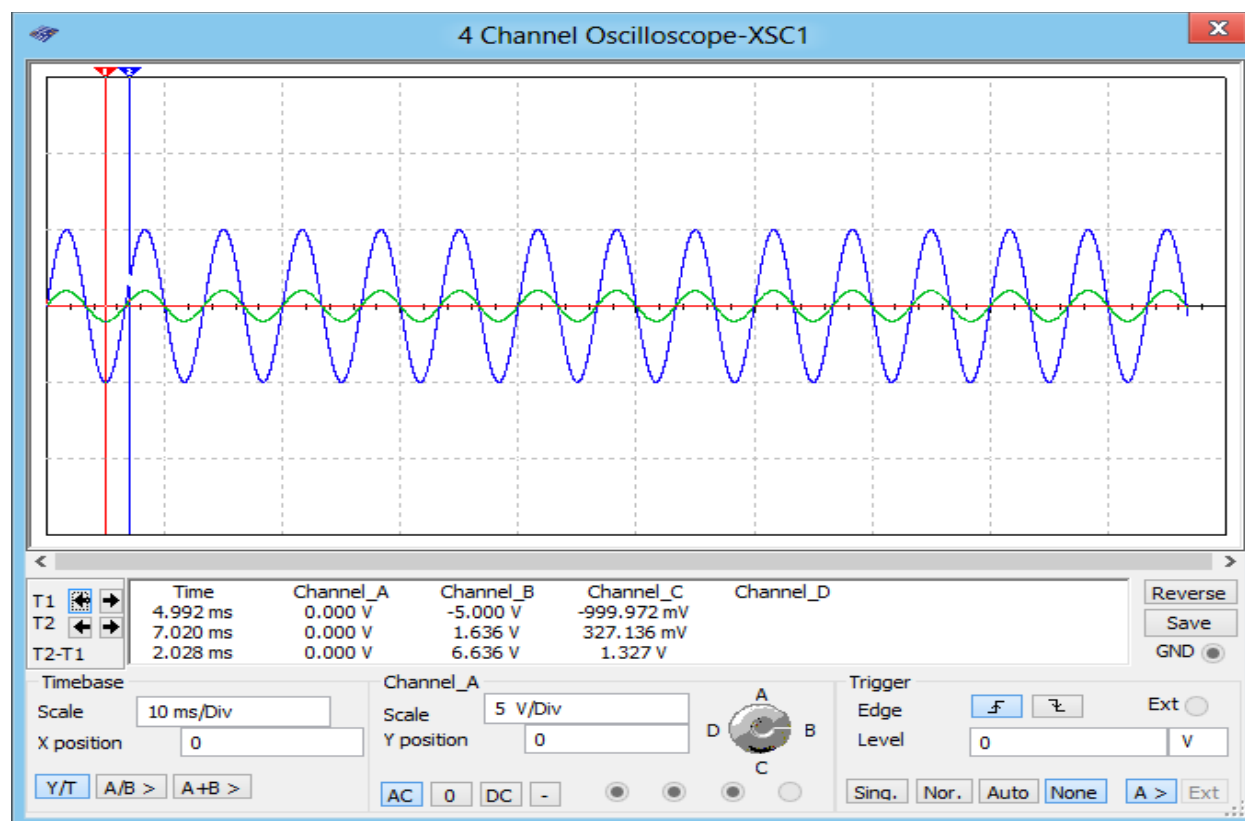 4 Channel Oscilloscope-XSC1
x
1 2
< >
Time Channel_A Channel_B Channel_C Channel_D
T1 4.992 ms 0.000 V -5.000 V -999.972 mV
T2 7.020 ms 0.000 V 1.636 V 327.136 mV
T2-T1 2.028 ms 0.000 V 6.636 V 1.327 V
Reverse
Save
GND
Timebase
Scale 10 ms/Div
X position 0
Y/T A/B > A+B >
Channel_A
Scale 5 V/Div
Y position 0
AC 0 DC -
A
D B
C
Trigger
Edge Ext
Level 0 V
Sing. Nor. Auto None A > Ext